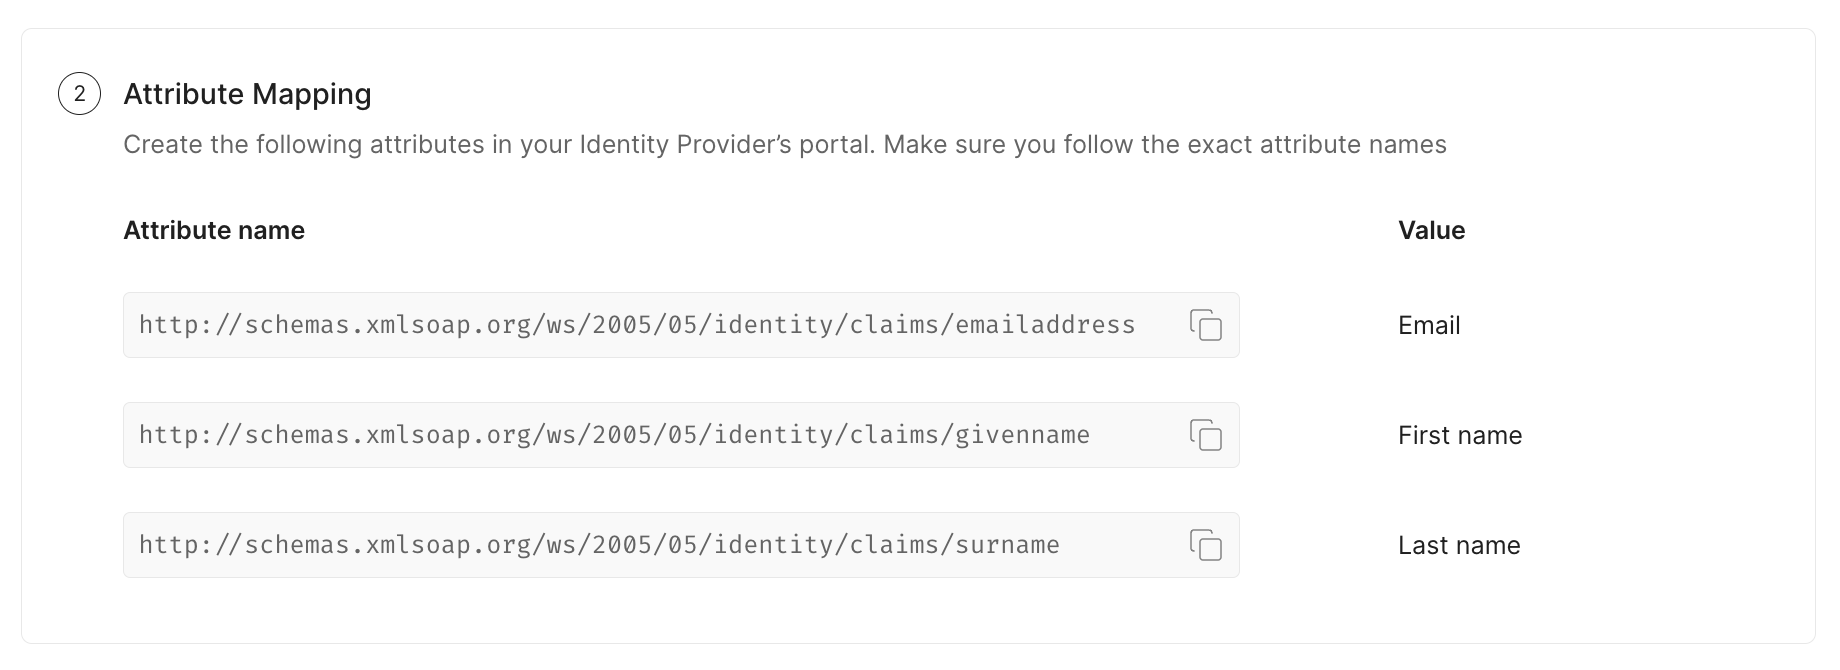 2
Attribute Mapping
Create the following attributes in your Identity Provider’s portal. Make sure you follow the exact attribute names
Attribute name Value
http://schemas.xmlsoap.org/ws/2005/05/identity/claims/emailaddress Email
http://schemas.xmlsoap.org/ws/2005/05/identity/claims/givenname First name
http://schemas.xmlsoap.org/ws/2005/05/identity/claims/surname Last name